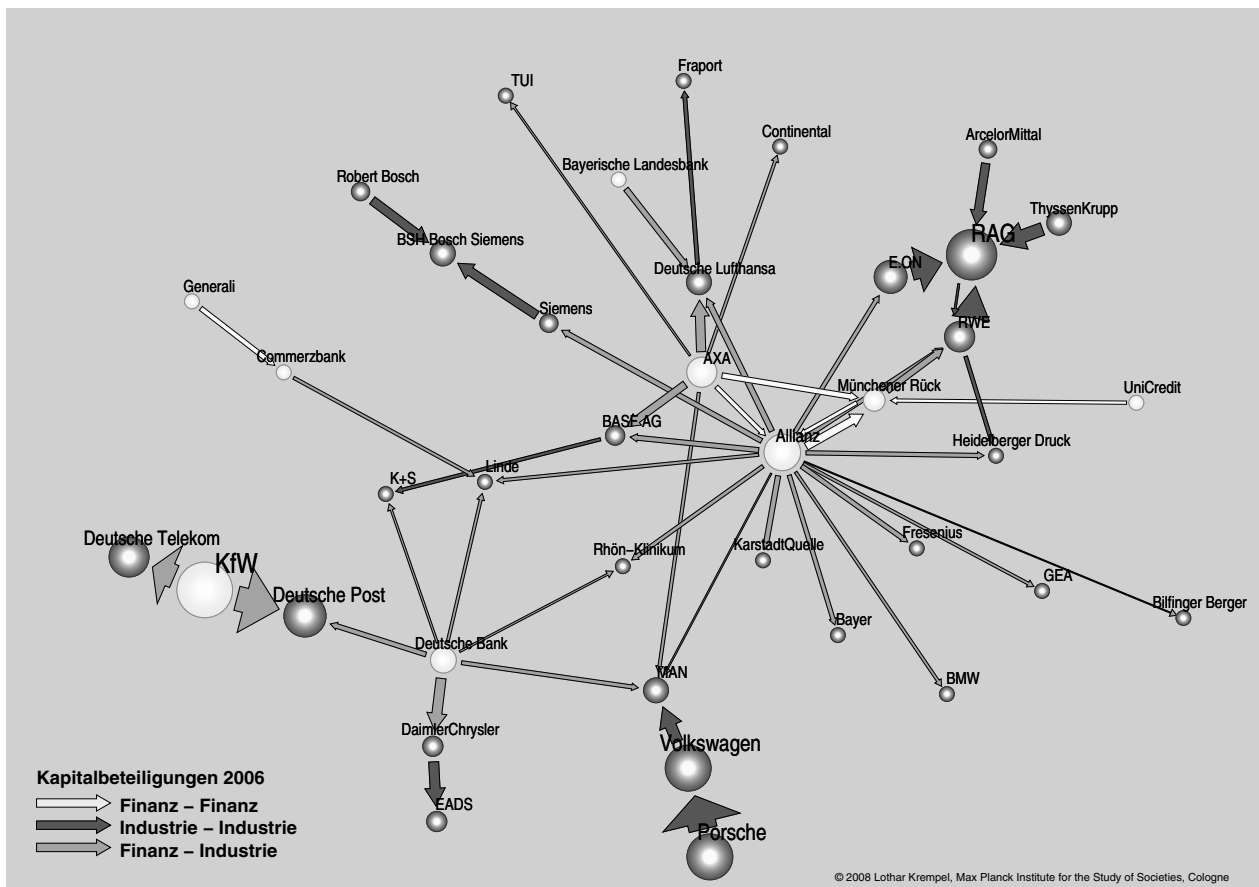 Fraport
TUI
Continental
ArcelorMittal
Bayerische Landesbank
Robert Bosch
ThyssenKrupp
RAG
BSH Bosch Siemens
E.ON
Deutsche Lufthansa
Generali
Siemens
RWE
Commerzbank
AXA
Münchener Rück
UniCredit
BASF AG
Allianz
Heidelberger Druck
Linde
K+S
Deutsche Telekom
KfW
Rhön-Klinikum
KarstadtQuelle
Fresenius
GEA
Deutsche Post
Bilfinger Berger
Bayer
Deutsche Bank
MAN
BMW
DaimlerChrysler
Volkswagen
EADS
Porsche
Kapitalbeteiligungen 2006
Finanz – Finanz
Industrie – Industrie
Finanz – Industrie
© 2008 Lothar Krempel, Max Planck Institute for the Study of Societies, Cologne